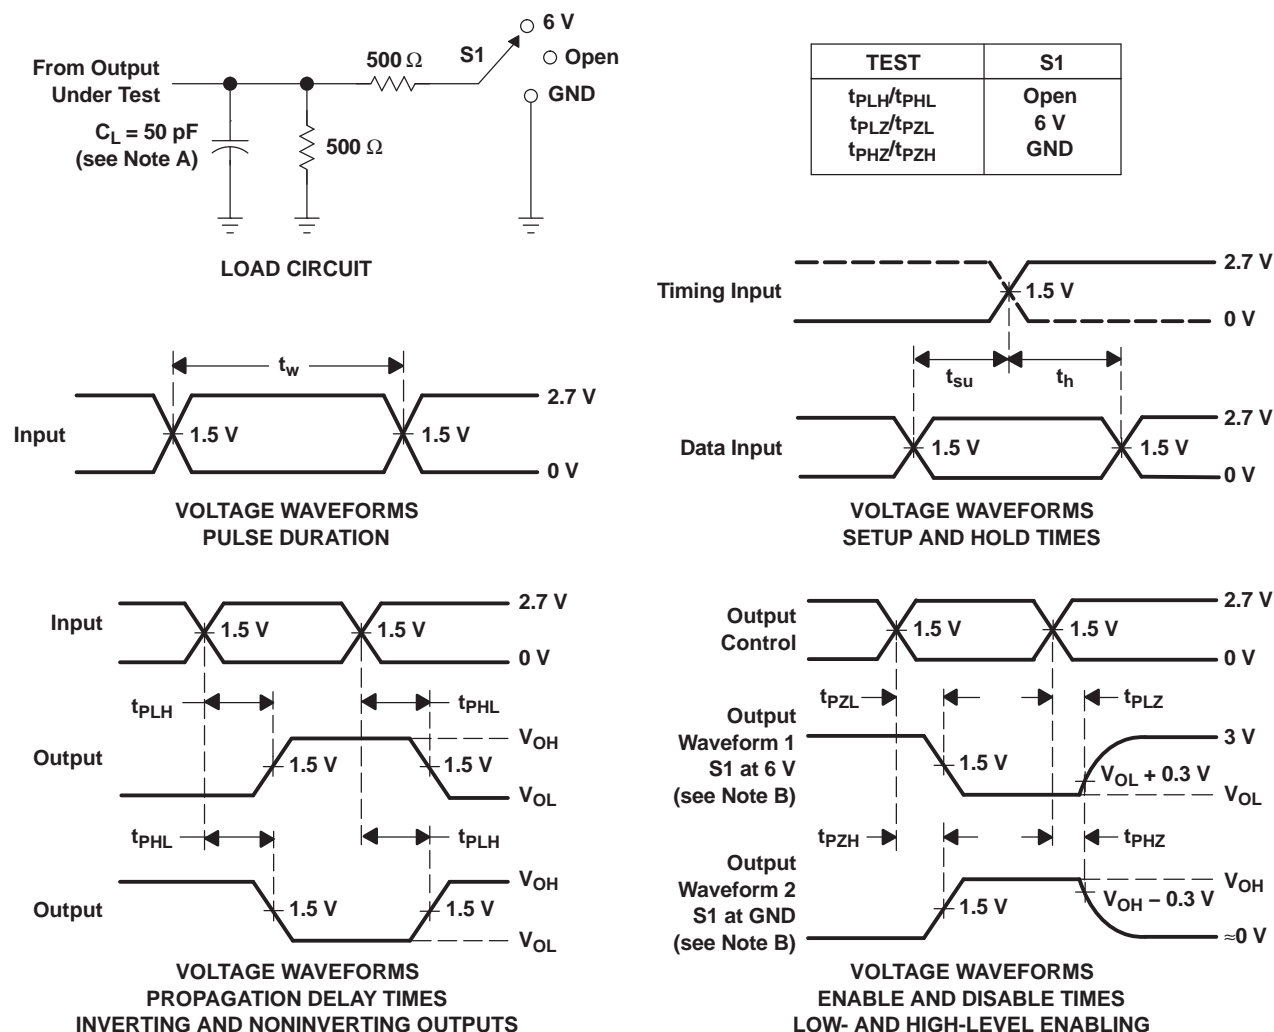 6 V
500 Ω
S1
Open
From Output
Under Test
GND
CL = 50 pF
(see Note A)
500 Ω
LOAD CIRCUIT
TEST S1
tPLH/tPHL Open
tPLZ/tPZL 6 V
tPHZ/tPZH GND
Timing Input
1.5 V
2.7 V
0 V
tsu
th
Data Input
1.5 V
1.5 V
2.7 V
0 V
VOLTAGE WAVEFORMS
SETUP AND HOLD TIMES
tw
Input
1.5 V
1.5 V
2.7 V
0 V
VOLTAGE WAVEFORMS
PULSE DURATION
Input
1.5 V
1.5 V
2.7 V
0 V
tPLH
tPHL
Output
1.5 V
1.5 V
VOH
VOL
tPHL
tPLH
Output
1.5 V
1.5 V
VOH
VOL
VOLTAGE WAVEFORMS
PROPAGATION DELAY TIMES
INVERTING AND NONINVERTING OUTPUTS
Output
Control
1.5 V
1.5 V
2.7 V
0 V
tPZL
tPLZ
Output
Waveform 1
S1 at 6 V
(see Note B)
1.5 V
3 V
VOL + 0.3 V
VOL
tPZH
tPHZ
Output
Waveform 2
S1 at GND
(see Note B)
1.5 V
VOH
VOH − 0.3 V
≈0 V
VOLTAGE WAVEFORMS
ENABLE AND DISABLE TIMES
LOW- AND HIGH-LEVEL ENABLING